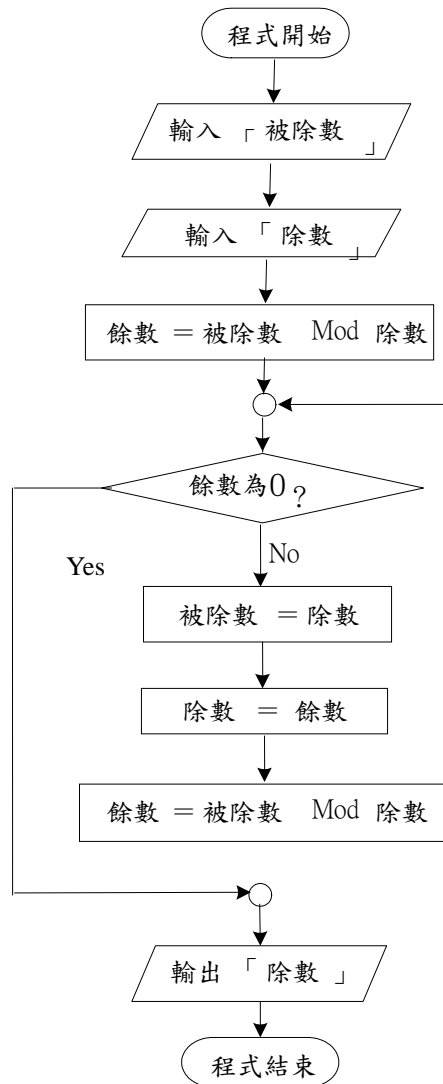 程式開始
輸入「被除數」
輸入「除數」
餘數 = 被除數 Mod 除數
餘數為0?
No
Yes
被除數 = 除數
除數 = 餘數
餘數 = 被除數 Mod 除數
輸出「除數」
程式結束